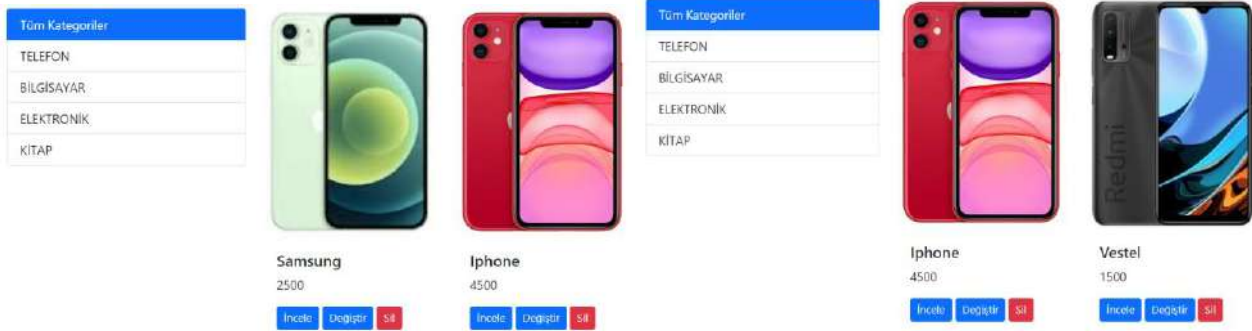 Tüm Kategoriler
TELEFON
BİLGİSAYAR
ELEKTRONİK
KİTAP
Samsung
2500
İncele Değiştir Sil
Iphone
4500
İncele Değiştir Sil
Tüm Kategoriler
TELEFON
BİLGİSAYAR
ELEKTRONİK
KİTAP
Iphone
4500
İncele Değiştir Sil
Redmi
Vestel
1500
İncele Değiştir Sil